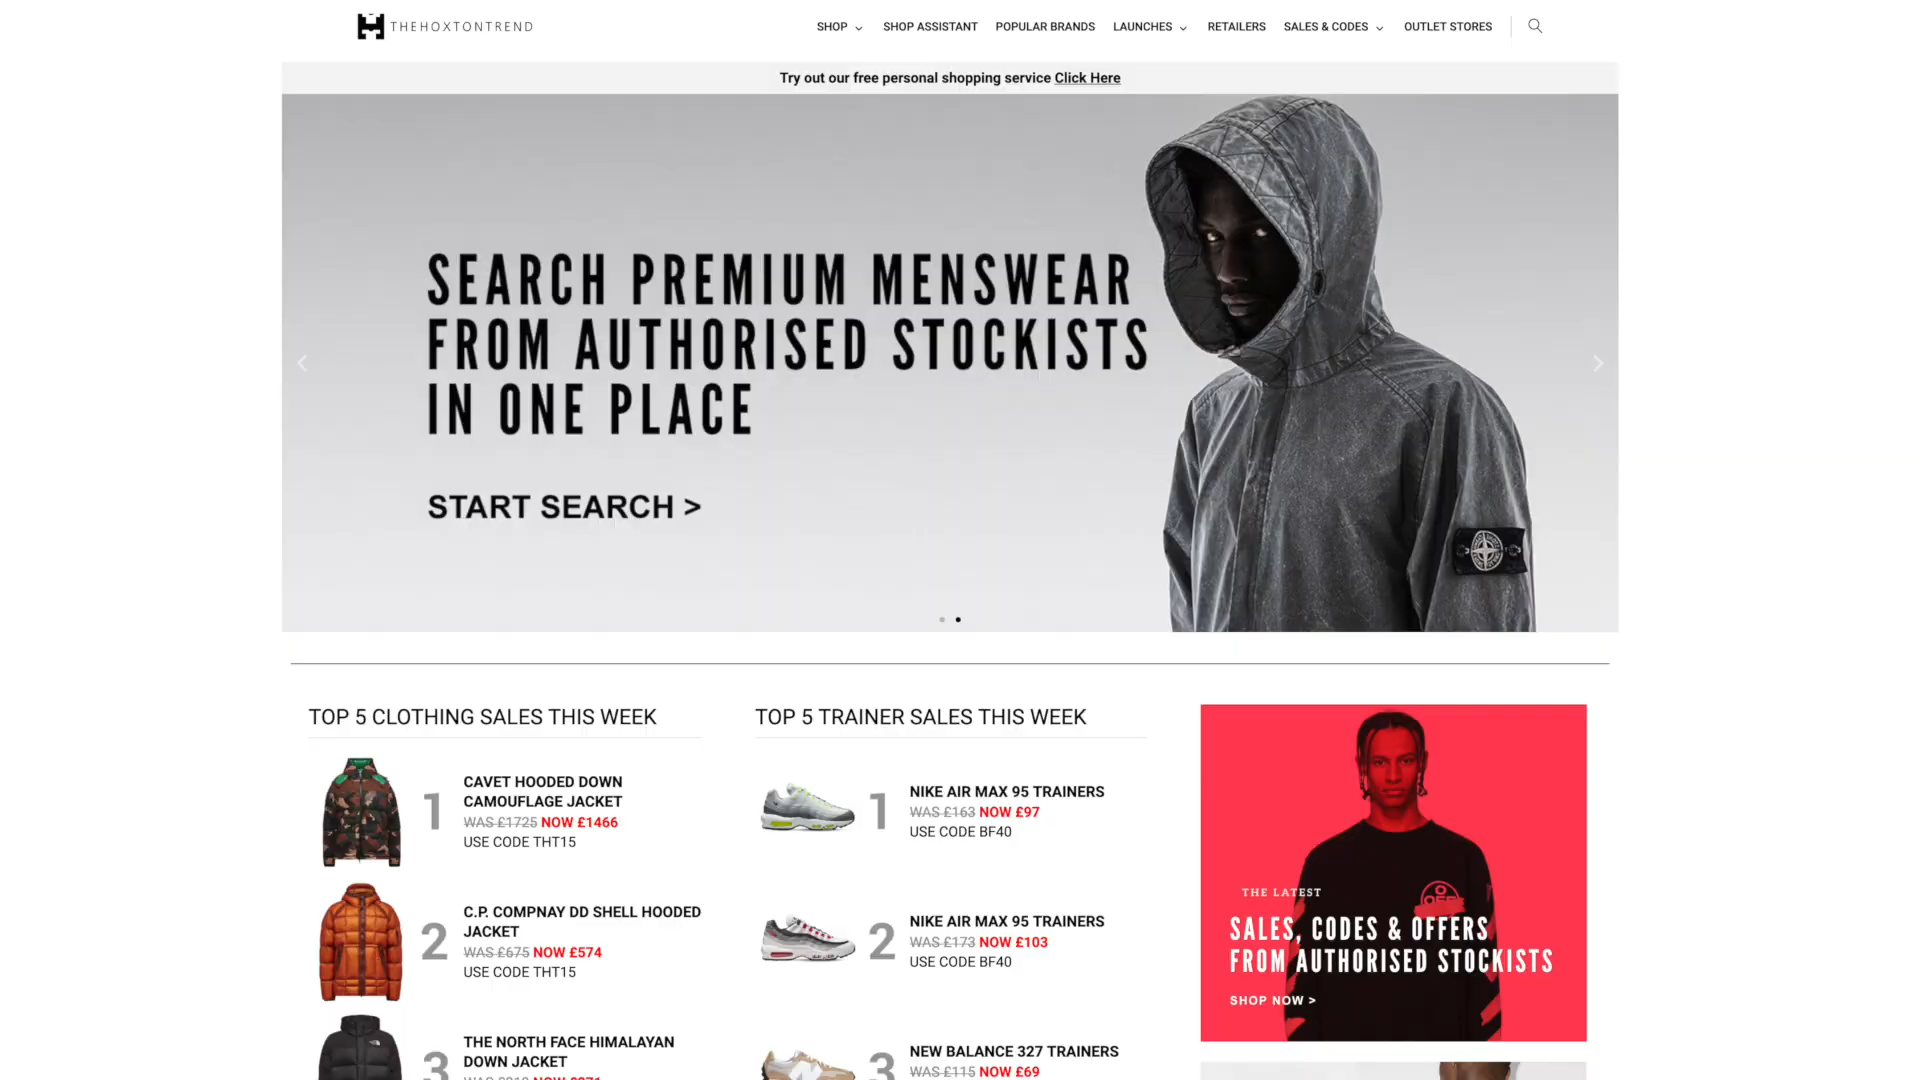 THEHOXTONTREND
SHOP
SHOP ASSISTANT
POPULAR BRANDS
LAUNCHES
RETAILERS
SALES & CODES
OUTLET STORES
Try out our free personal shopping service Click Here
SEARCH PREMIUM MENSWEAR
FROM AUTHORISED STOCKISTS
IN ONE PLACE
START SEARCH >
TOP 5 CLOTHING SALES THIS WEEK
1
CAVET HOODED DOWN
CAMOUFLAGE JACKET
WAS £1725 NOW £1466
USE CODE THT15
2
C.P. COMPNAY DD SHELL HOODED
JACKET
WAS £675 NOW £574
USE CODE THT15
3
THE NORTH FACE HIMALAYAN
DOWN JACKET
TOP 5 TRAINER SALES THIS WEEK
1
NIKE AIR MAX 95 TRAINERS
WAS £163 NOW £97
USE CODE BF40
2
NIKE AIR MAX 95 TRAINERS
WAS £173 NOW £103
USE CODE BF40
3
NEW BALANCE 327 TRAINERS
WAS £115 NOW £69
THE LATEST
SALES, CODES & OFFERS
FROM AUTHORISED STOCKISTS
SHOP NOW >